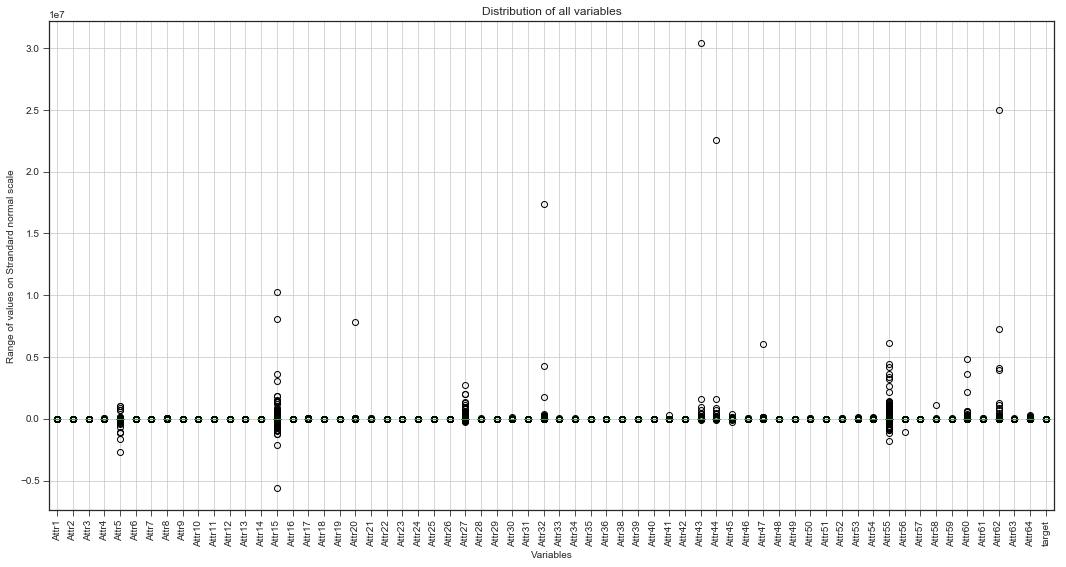 Distribution of all variables
1e7
3.0
2.5
2.0
1.5
1.0
0.5
0.0
−0.5
Range of values on Strandard normal scale
Attr1
Attr2
Attr3
Attr4
Attr5
Attr6
Attr7
Attr8
Attr9
Attr10
Attr11
Attr12
Attr13
Attr14
Attr15
Attr16
Attr17
Attr18
Attr19
Attr20
Attr21
Attr22
Attr23
Attr24
Attr25
Attr26
Attr27
Attr28
Attr29
Attr30
Attr31
Attr32
Attr33
Attr34
Attr35
Attr36
Attr38
Attr39
Attr40
Attr41
Attr42
Attr43
Attr44
Attr45
Attr46
Attr47
Attr48
Attr49
Attr50
Attr51
Attr52
Attr53
Attr54
Attr55
Attr56
Attr57
Attr58
Attr59
Attr60
Attr61
Attr62
Attr63
Attr64
target
Variables